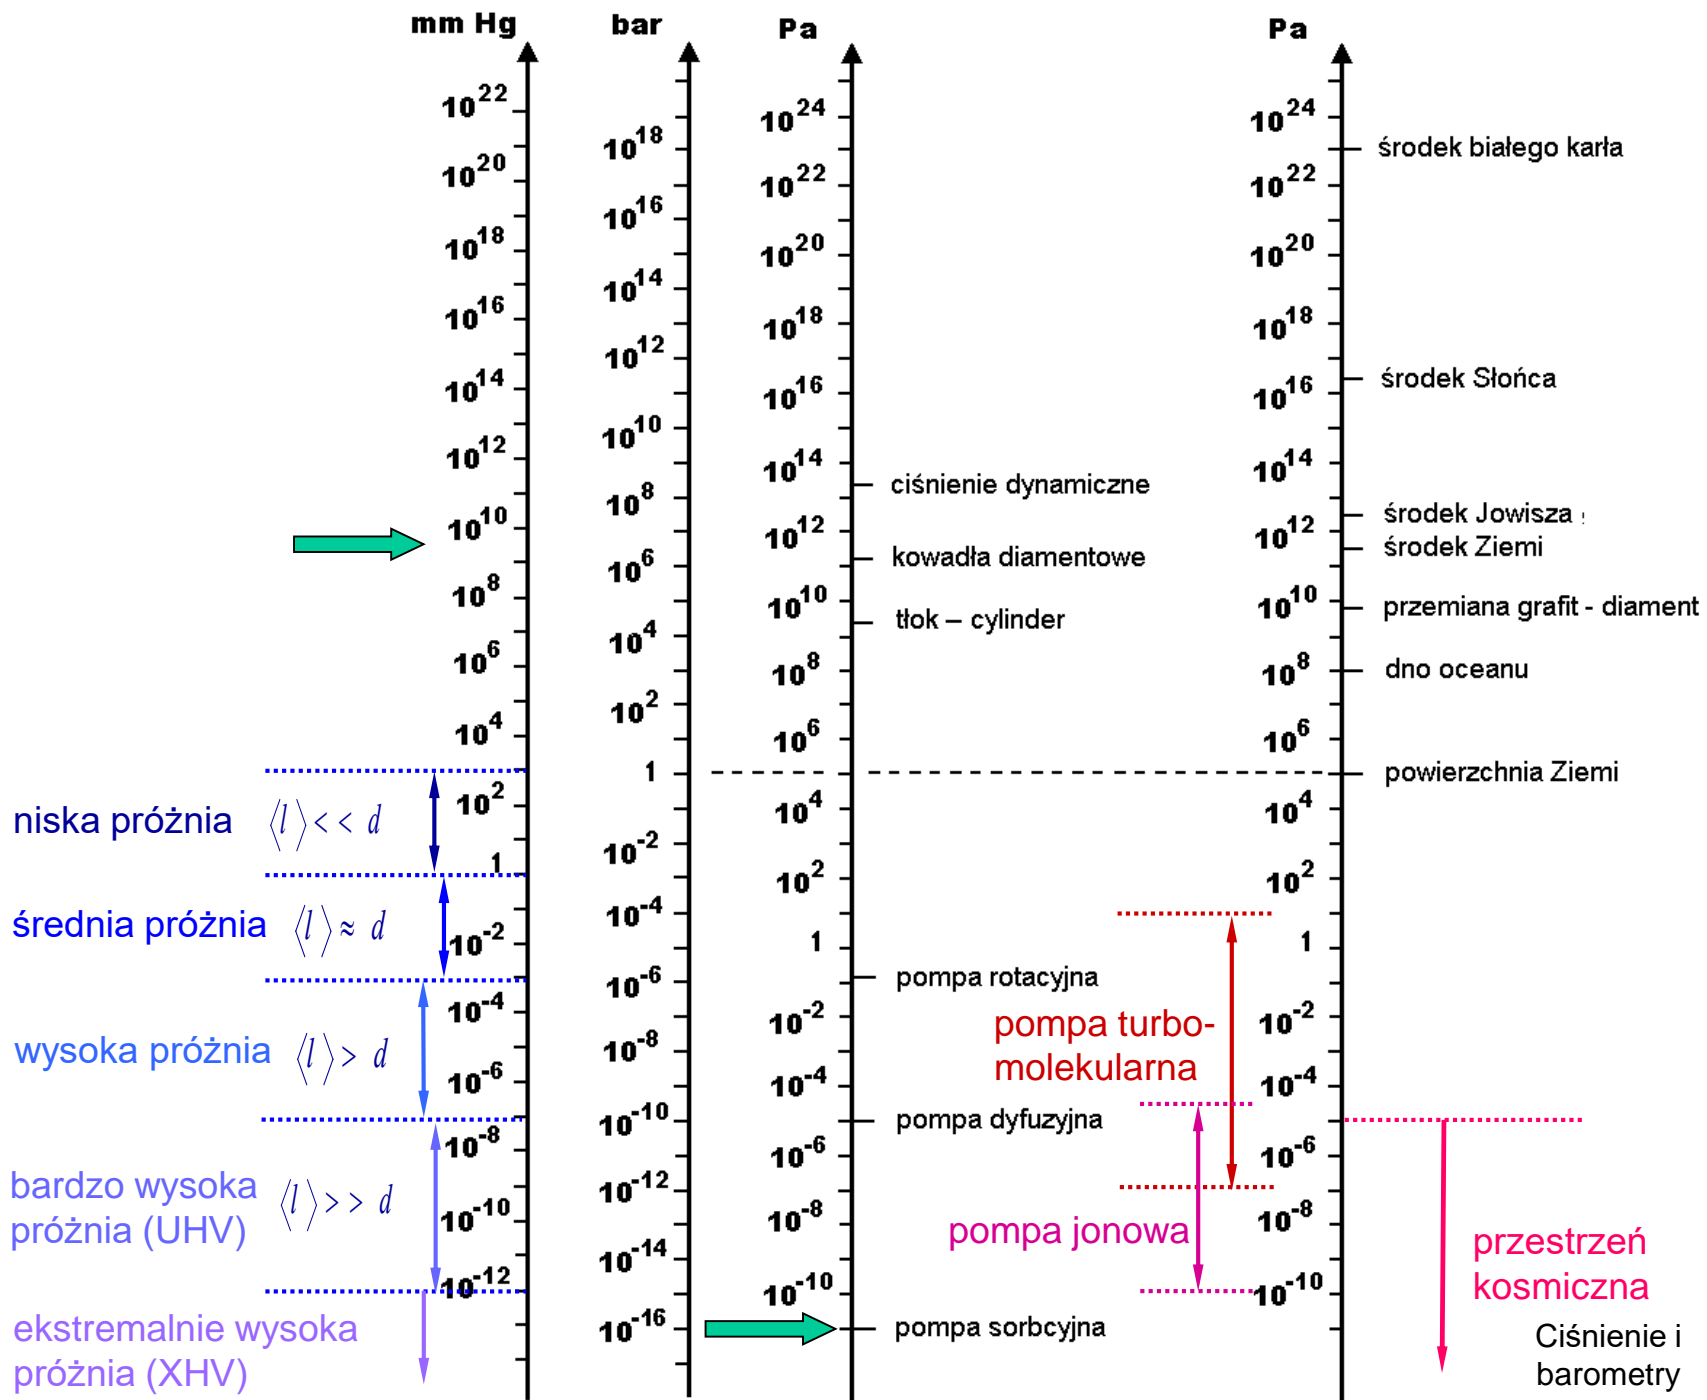 mm Hg
10^22
10^20
10^18
10^16
10^14
10^12
10^10
10^8
10^6
10^4
10^2
1
10^-2
10^-4
10^-6
10^-8
10^-10
10^-12
bar
10^18
10^16
10^14
10^12
10^10
10^8
10^6
10^4
10^2
1
10^-2
10^-4
10^-6
10^-8
10^-10
10^-12
10^-14
10^-16
Pa
10^24
10^22
10^20
10^18
10^16
10^14
10^12
10^10
10^8
10^6
10^4
10^2
1
10^-2
10^-4
10^-6
10^-8
10^-10
Pa
10^24
10^22
10^20
10^18
10^16
10^14
10^12
10^10
10^8
10^6
10^4
10^2
1
10^-2
10^-4
10^-6
10^-8
10^-10
niska próżnia ⟨l⟩ << d
średnia próżnia ⟨l⟩ ≈ d
wysoka próżnia ⟨l⟩ > d
bardzo wysoka
próżnia (UHV) ⟨l⟩ >> d
ekstremalnie wysoka
próżnia (XHV)
ciśnienie dynamiczne
kowadła diamentowe
tłok – cylinder
pompa rotacyjna
pompa dyfuzyjna
pompa sorbcyjna
pompa turbo-
molekularna
pompa jonowa
środek białego karła
środek Słońca
środek Jowisza
środek Ziemi
przemiana grafit - diament
dno oceanu
powierzchnia Ziemi
przestrzeń
kosmiczna
Ciśnienie i
barometry